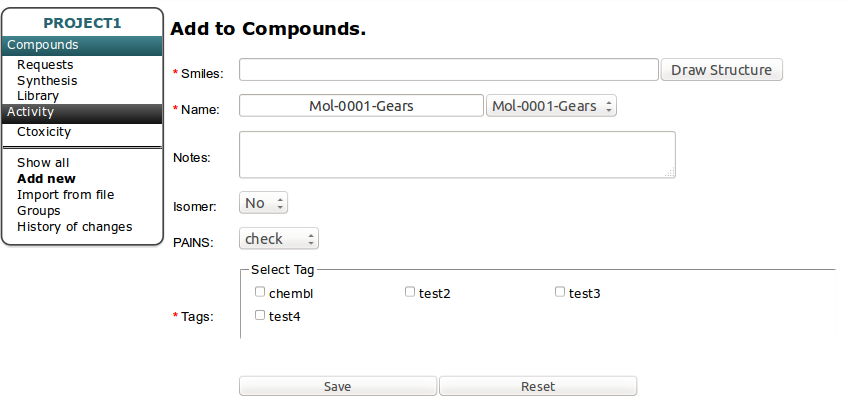 PROJECT1
Compounds
Requests
Synthesis
Library
Activity
Ctoxicity
Show all
Add new
Import from file
Groups
History of changes
Add to Compounds.
* Smiles: Draw Structure
* Name: Mol-0001-Gears Mol-0001-Gears
Notes:
Isomer: No
PAINS: check
Select Tag
chembl test2 test3
* Tags: test4
Save Reset